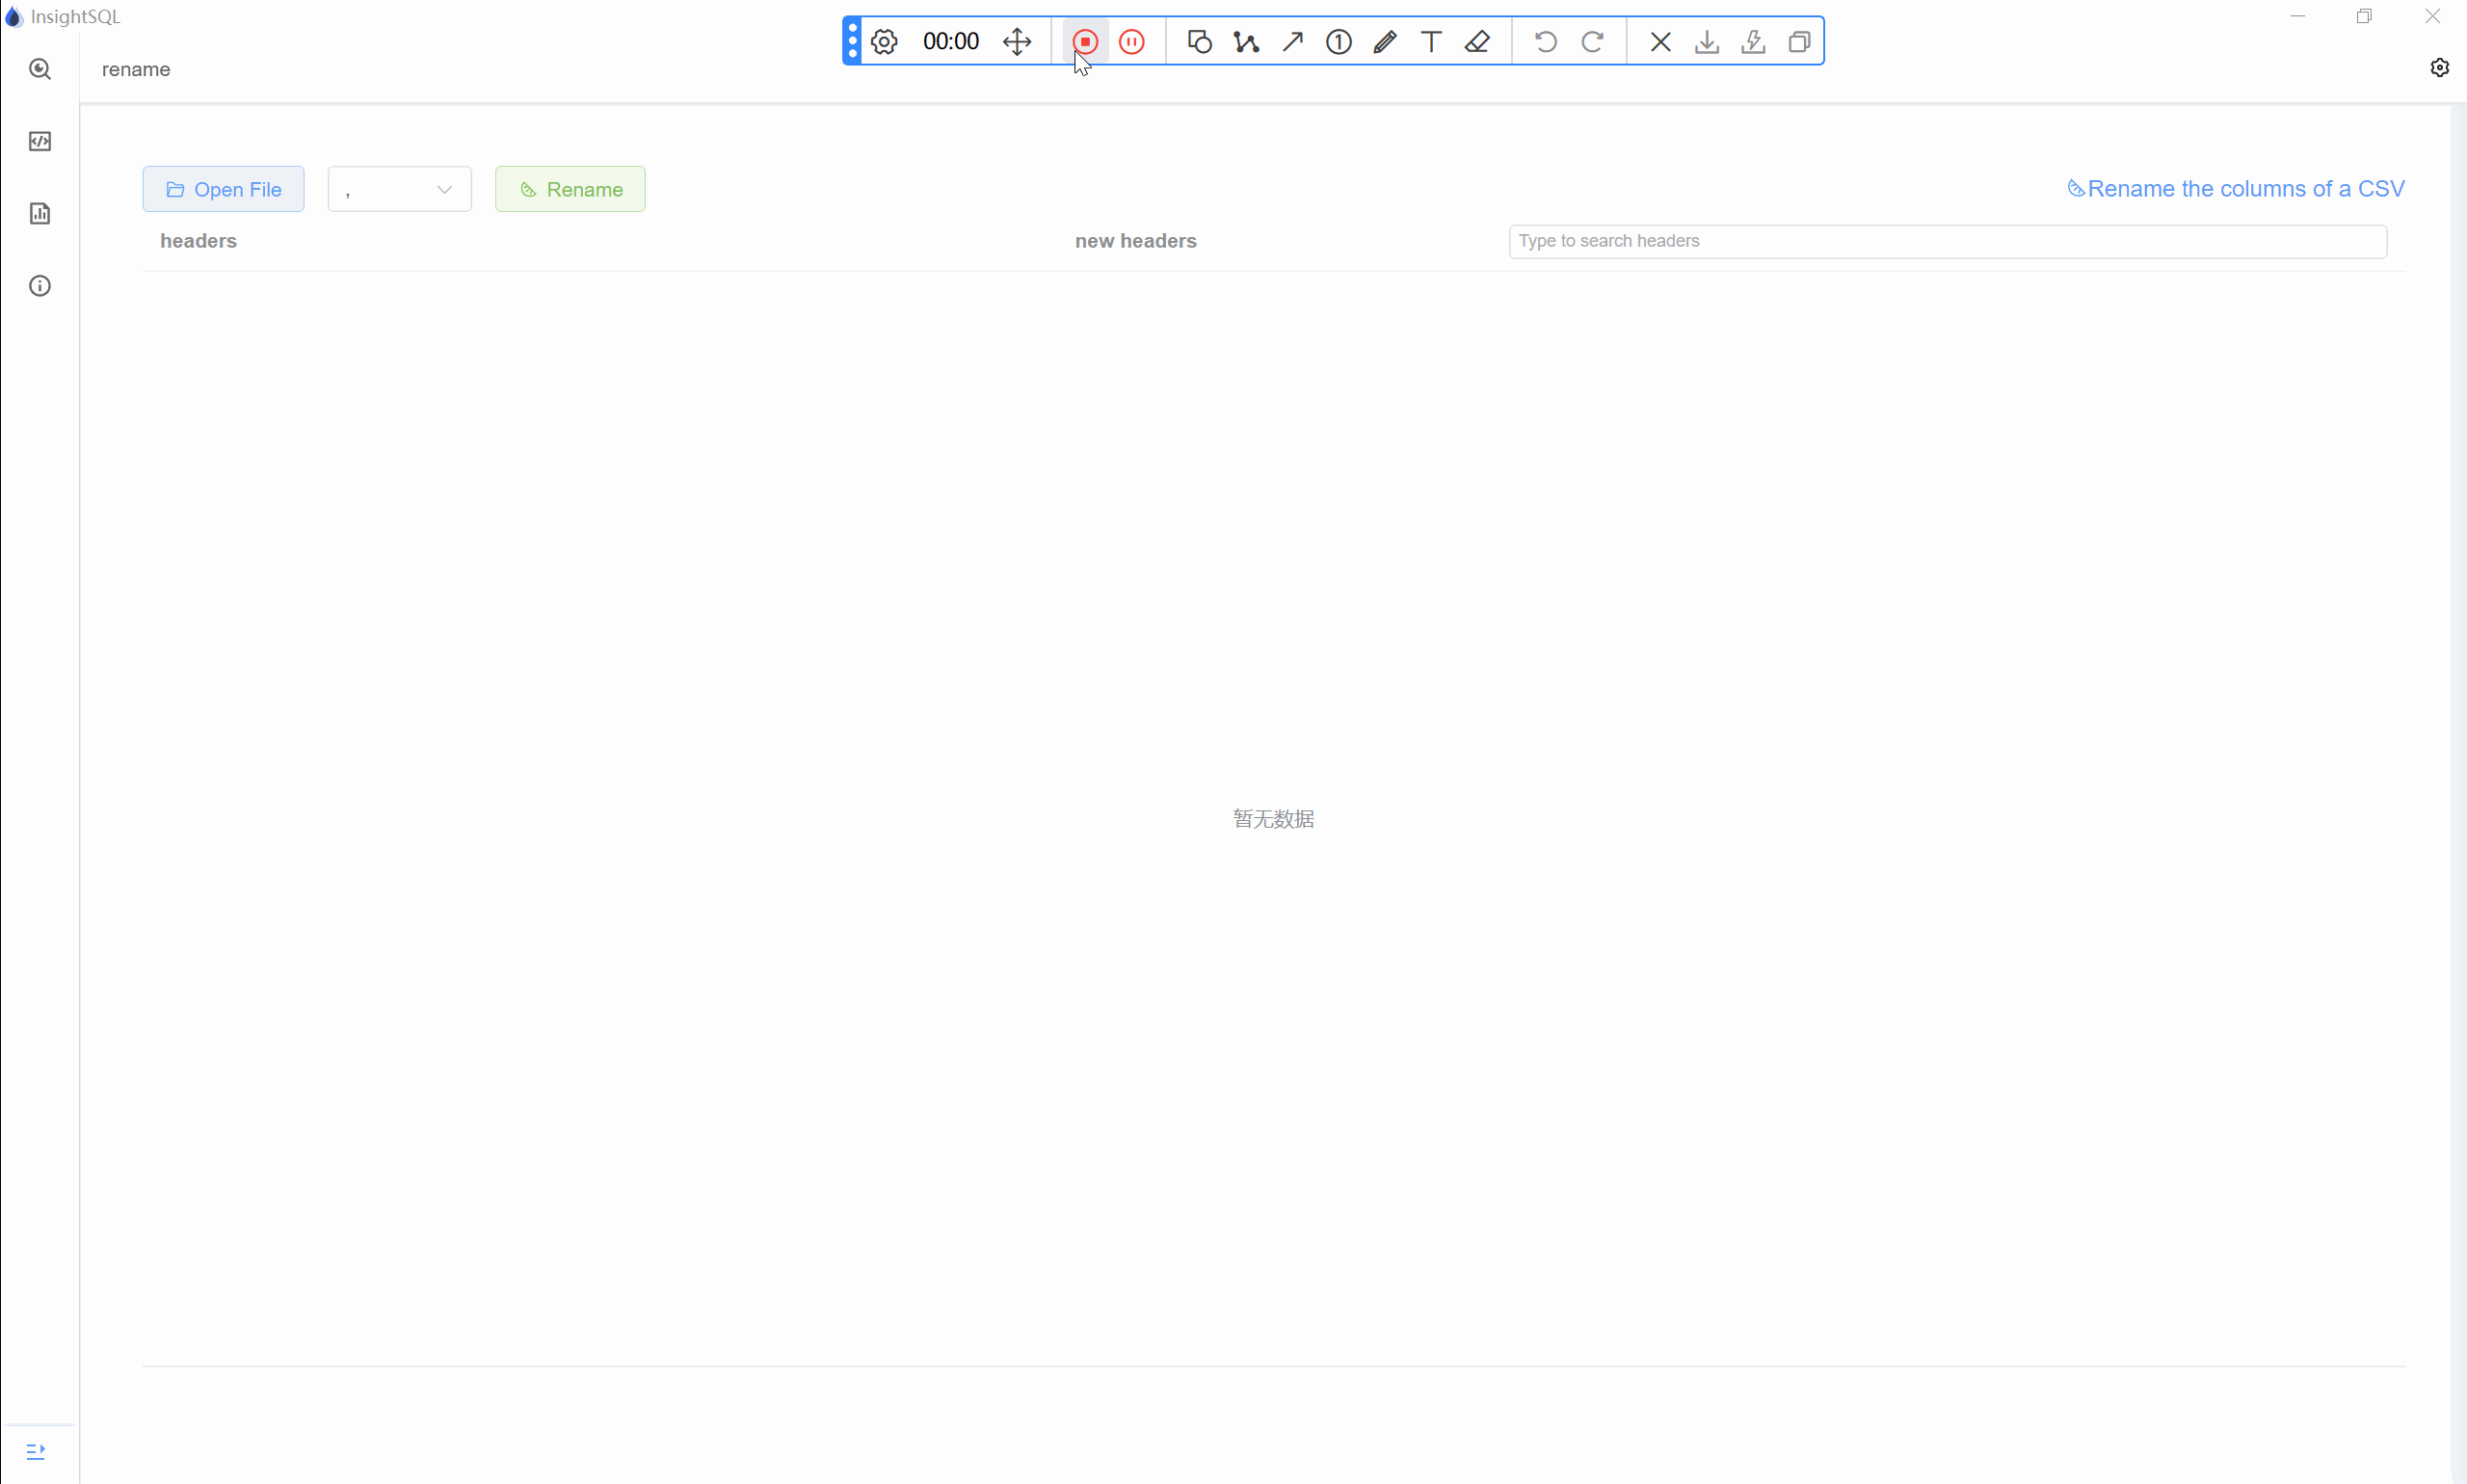 InsightSQL
00:00
rename
Open File
,
Rename
Rename the columns of a CSV
headers
new headers
Type to search headers
暂无数据